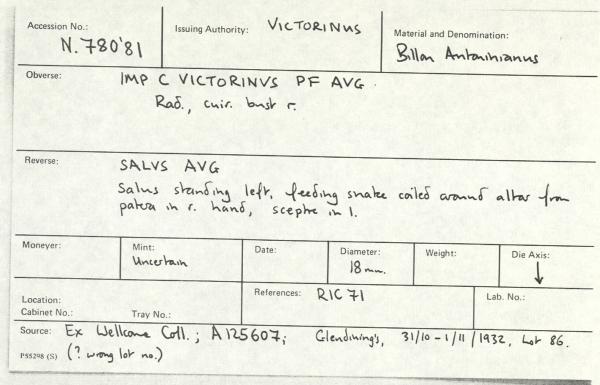 Accession No.: N.780'81
Issuing Authority: VICTORINUS
Material and Denomination: Billon Antoninianus
Obverse: IMP C VICTORINVS PF AVG.
Rad., cuir. bust r.
Reverse: SALVS AVG
Salus standing left, feeding snake coiled around altar from
patera in r. hand, sceptre in l.
Moneyer:
Mint: Uncertain
Date:
Diameter: 18 mm.
Weight:
Die Axis: ↓
Location:
Cabinet No.: Tray No.:
References: RIC 71
Lab. No.:
Source: Ex Wellcome Coll.; A125607; Glendining's, 31/10 - 1/11/1932, Lot 86.
P55298 (S) (? wrong lot no.)